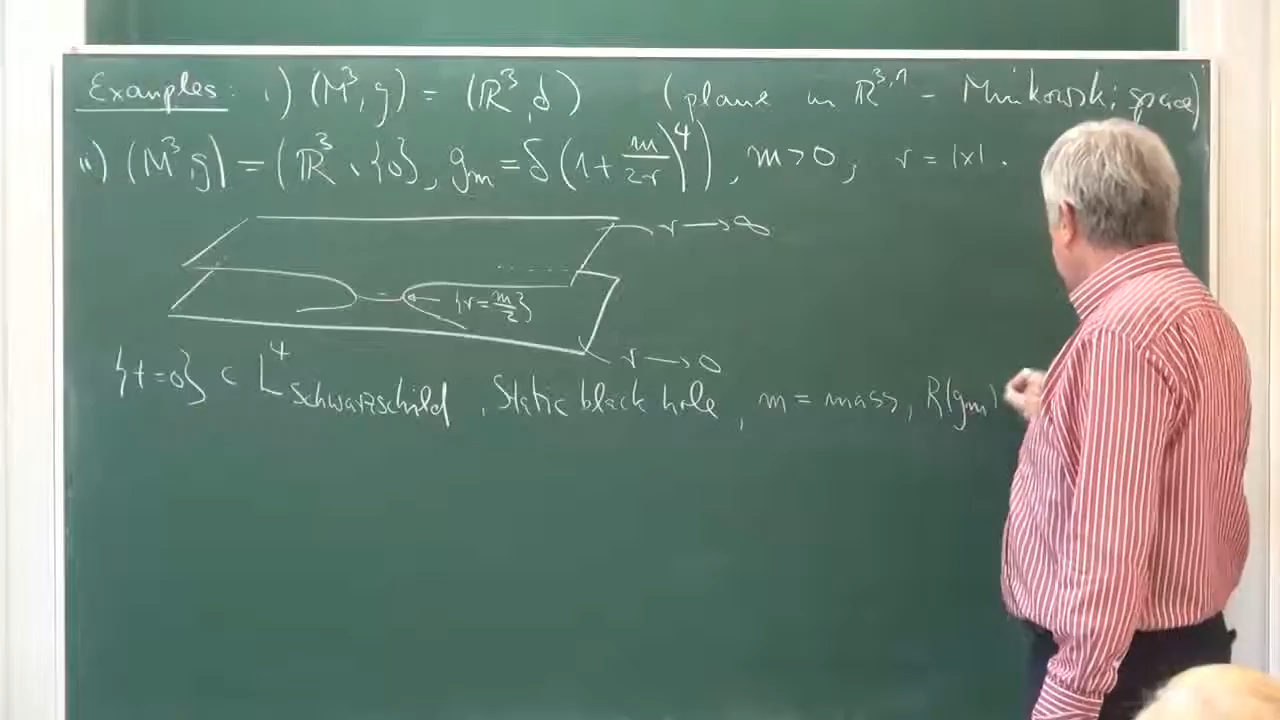 Examples: i) (M³, g) = (ℝ³, δ) (plane in ℝ^{3,1} - Minkowski space)
ii) (M³, g) = (ℝ³ \ {0}, g_m = δ(1 + m/2r)⁴), m > 0, r = |x|.
r → ∞
{r = m/2}
r → 0
{t=0} ⊂ L⁴_Schwarzschild, Static black hole, m = mass, R(g_m)